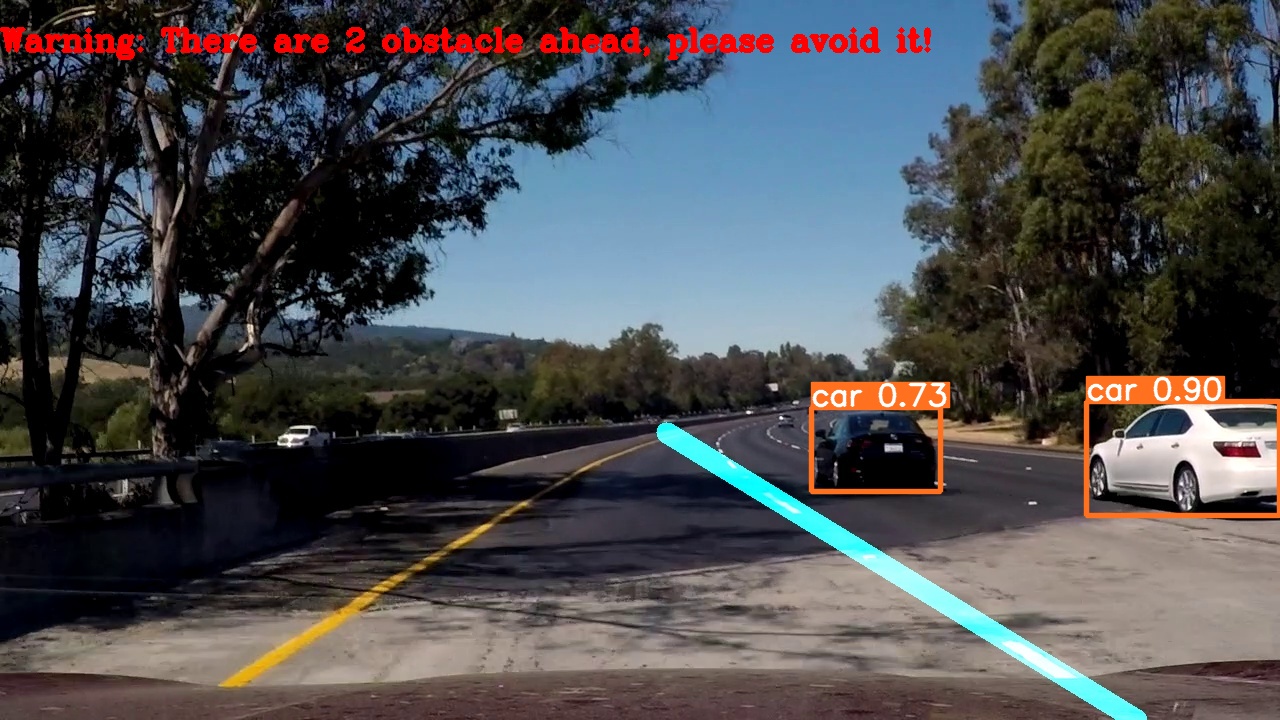 Warning: There are 2 obstacle ahead, please avoid it!
car 0.73
car 0.90